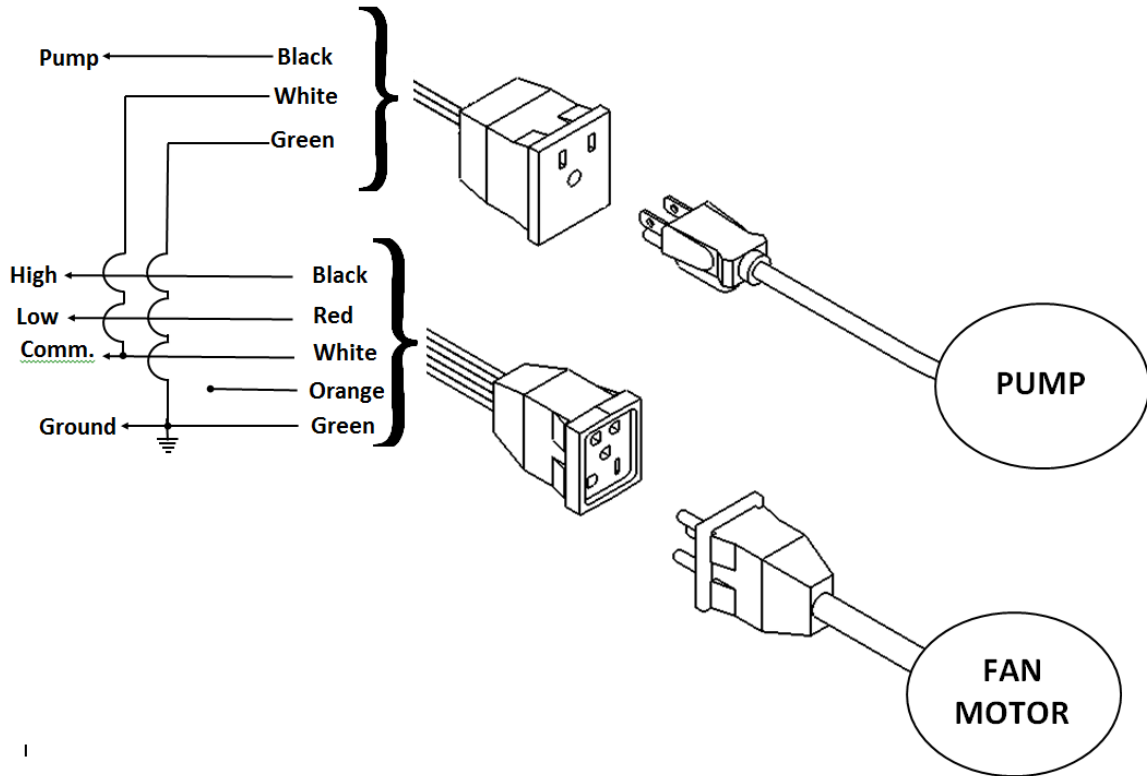 Pump Black
White
Green
High Black
Low Red
Comm. White
Orange
Ground Green
PUMP
FAN
MOTOR